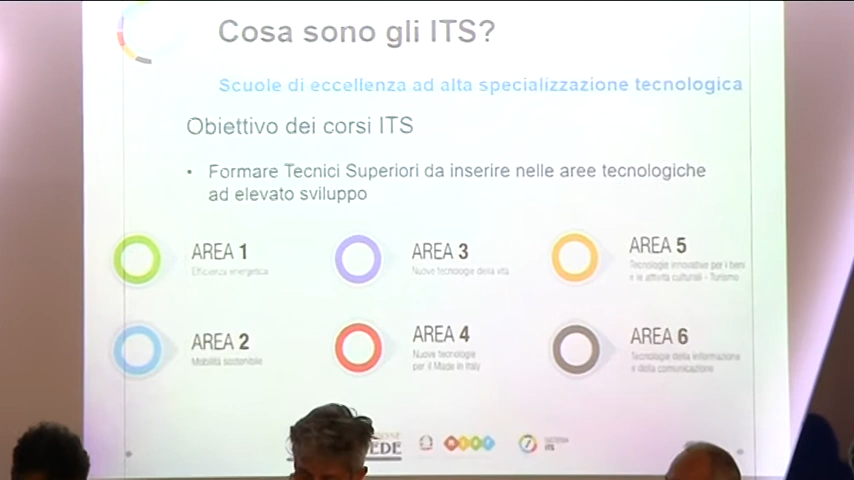 Cosa sono gli ITS?
Scuole di eccellenza ad alta specializzazione tecnologica
Obiettivo dei corsi ITS
• Formare Tecnici Superiori da inserire nelle aree tecnologiche
ad elevato sviluppo
AREA 1
Efficienza energetica
AREA 2
Mobilità sostenibile
AREA 3
Nuove tecnologie della vita
AREA 4
Nuove tecnologie
per il Made in Italy
AREA 5
Tecnologie innovative per i beni
e le attività culturali - Turismo
AREA 6
Tecnologie della informazione
e della comunicazione
MIUR
SISTEMA
ITS